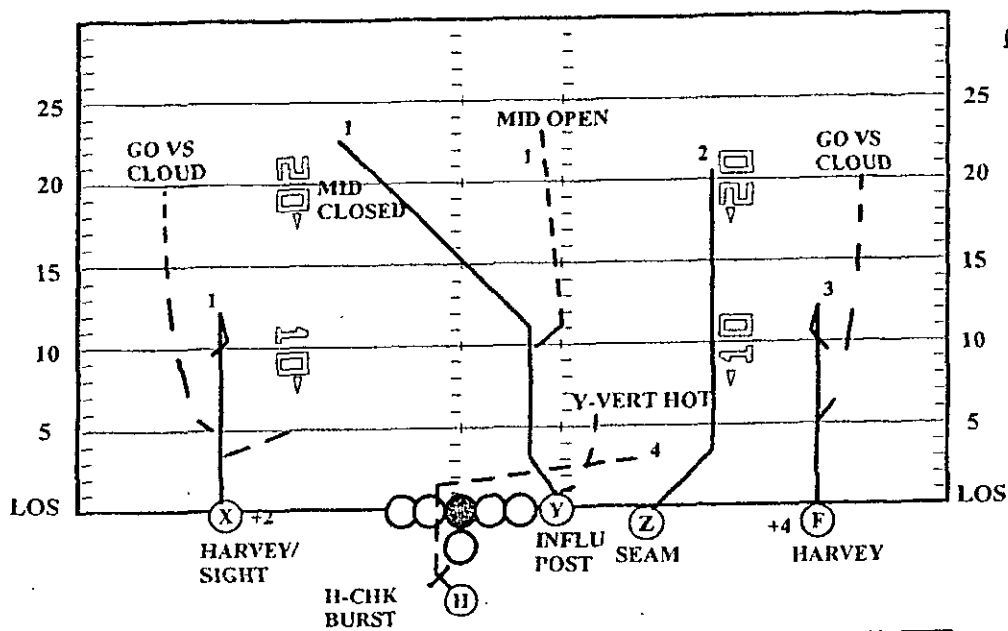 25
20
15
10
5
LOS
GO VS
CLOUD
1
20
MID
CLOSED
1
10
MID OPEN
1
2
20
10
GO VS
CLOUD
3
Y-VERT HOT
4
1
25
20
15
10
5
LOS
X
+2
HARVEY/
SIGHT
H-CHK
BURST
H
Y
INFLU
POST
Z
SEAM
+4
F
HARVEY